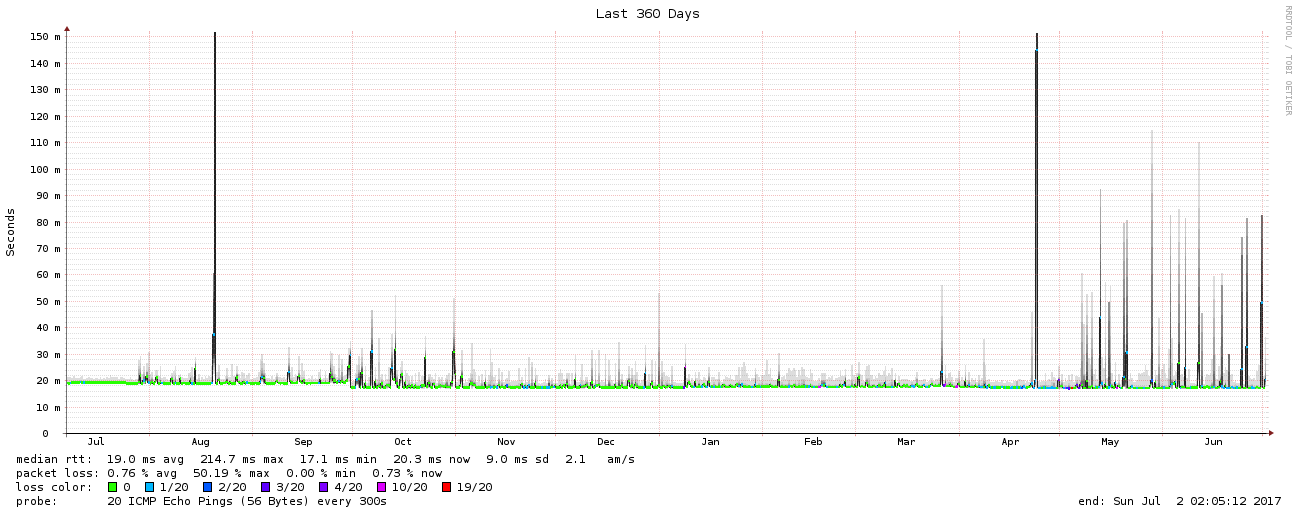 Last 360 Days
RRDTOOL / TOBI OETIKER
Seconds
150 m
140 m
130 m
120 m
110 m
100 m
90 m
80 m
70 m
60 m
50 m
40 m
30 m
20 m
10 m
0
Jul Aug Sep Oct Nov Dec Jan Feb Mar Apr May Jun
median rtt: 19.0 ms avg 214.7 ms max 17.1 ms min 20.3 ms now 9.0 ms sd 2.1 am/s
packet loss: 0.76 % avg 50.19 % max 0.00 % min 0.73 % now
loss color: 0 1/20 2/20 3/20 4/20 10/20 19/20
probe: 20 ICMP Echo Pings (56 Bytes) every 300s end: Sun Jul 2 02:05:12 2017